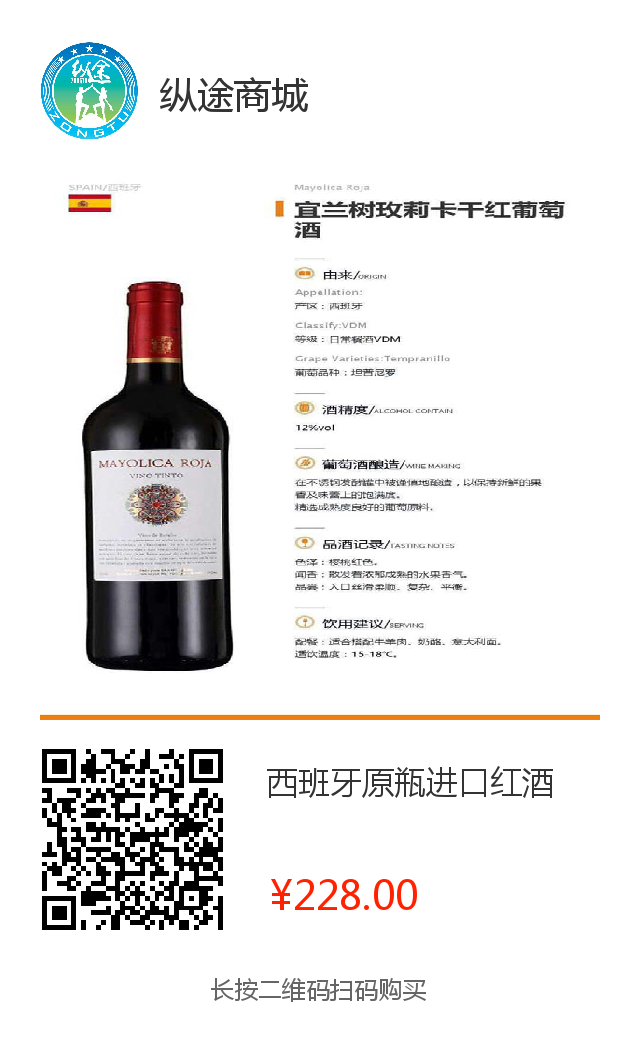 纵途
ZONGTU
纵途商城
SPAIN/西班牙
Mayolica Roja
宜兰树玫莉卡干红葡萄
酒
由来/ORIGIN
Appellation:
产区：西班牙
Classify:VDM
等级：日常餐酒VDM
Grape Varieties:Tempranillo
葡萄品种：坦普尼罗
酒精度/ALCOHOL CONTAIN
12%vol
葡萄酒酿造/WINE MAKING
在不锈钢发酵罐中被谨慎地酿造，以保持新鲜的果
香及味蕾上的饱满度。
精选成熟度良好的葡萄原料。
品酒记录/TASTING NOTES
色泽：樱桃红色。
闻香：散发着浓郁成熟的水果香气。
品尝：入口丝滑柔顺、复杂、平衡。
饮用建议/SERVING
配餐：适合搭配牛羊肉、奶酪、意大利面。
适饮温度：15-18℃。
MAYOLICA ROJA
VINO TINTO
西班牙原瓶进口红酒
¥228.00
长按二维码扫码购买